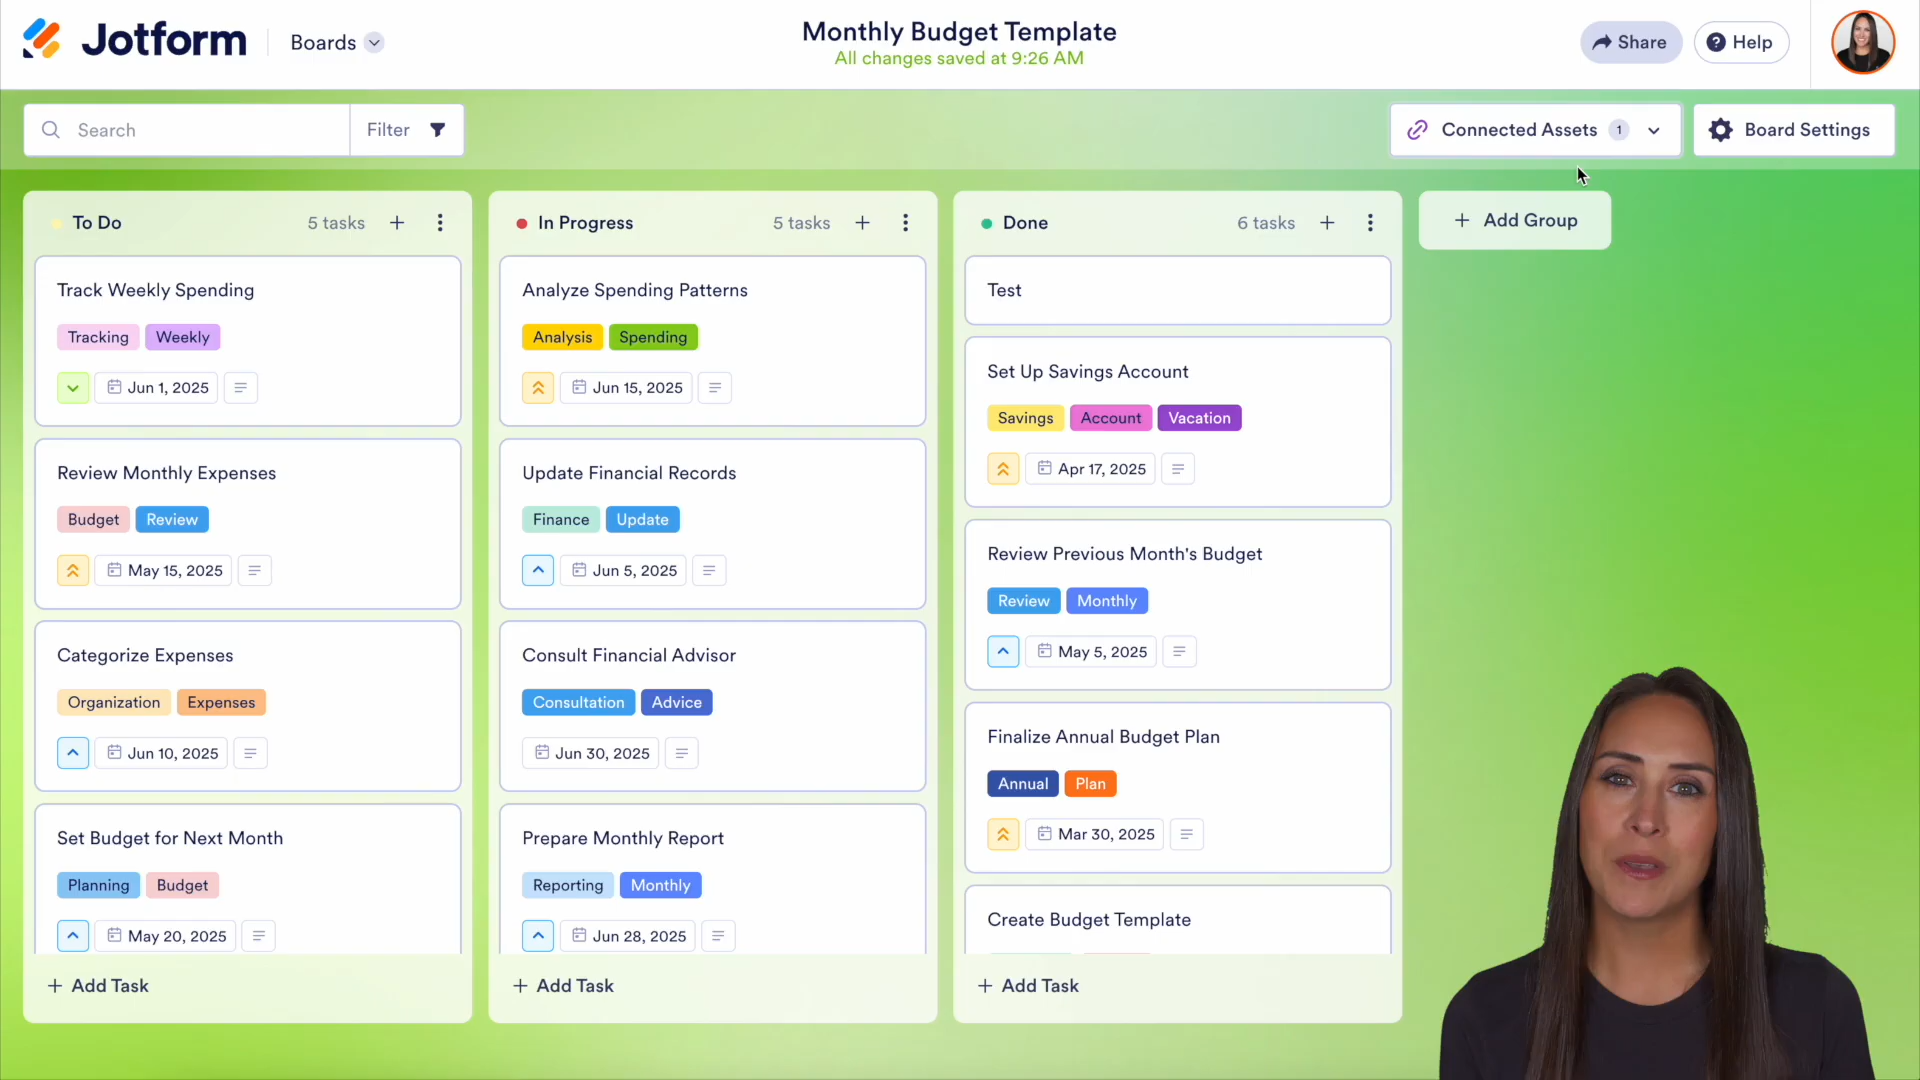 Jotform
Boards
Monthly Budget Template
All changes saved at 9:26 AM
Share
Help
Search
Filter
Connected Assets 1
Board Settings
To Do 5 tasks
Track Weekly Spending
Tracking Weekly
Jun 1, 2025
Review Monthly Expenses
Budget Review
May 15, 2025
Categorize Expenses
Organization Expenses
Jun 10, 2025
Set Budget for Next Month
Planning Budget
May 20, 2025
+ Add Task
In Progress 5 tasks
Analyze Spending Patterns
Analysis Spending
Jun 15, 2025
Update Financial Records
Finance Update
Jun 5, 2025
Consult Financial Advisor
Consultation Advice
Jun 30, 2025
Prepare Monthly Report
Reporting Monthly
Jun 28, 2025
+ Add Task
Done 6 tasks
Test
Set Up Savings Account
Savings Account Vacation
Apr 17, 2025
Review Previous Month's Budget
Review Monthly
May 5, 2025
Finalize Annual Budget Plan
Annual Plan
Mar 30, 2025
Create Budget Template
+ Add Task
+ Add Group